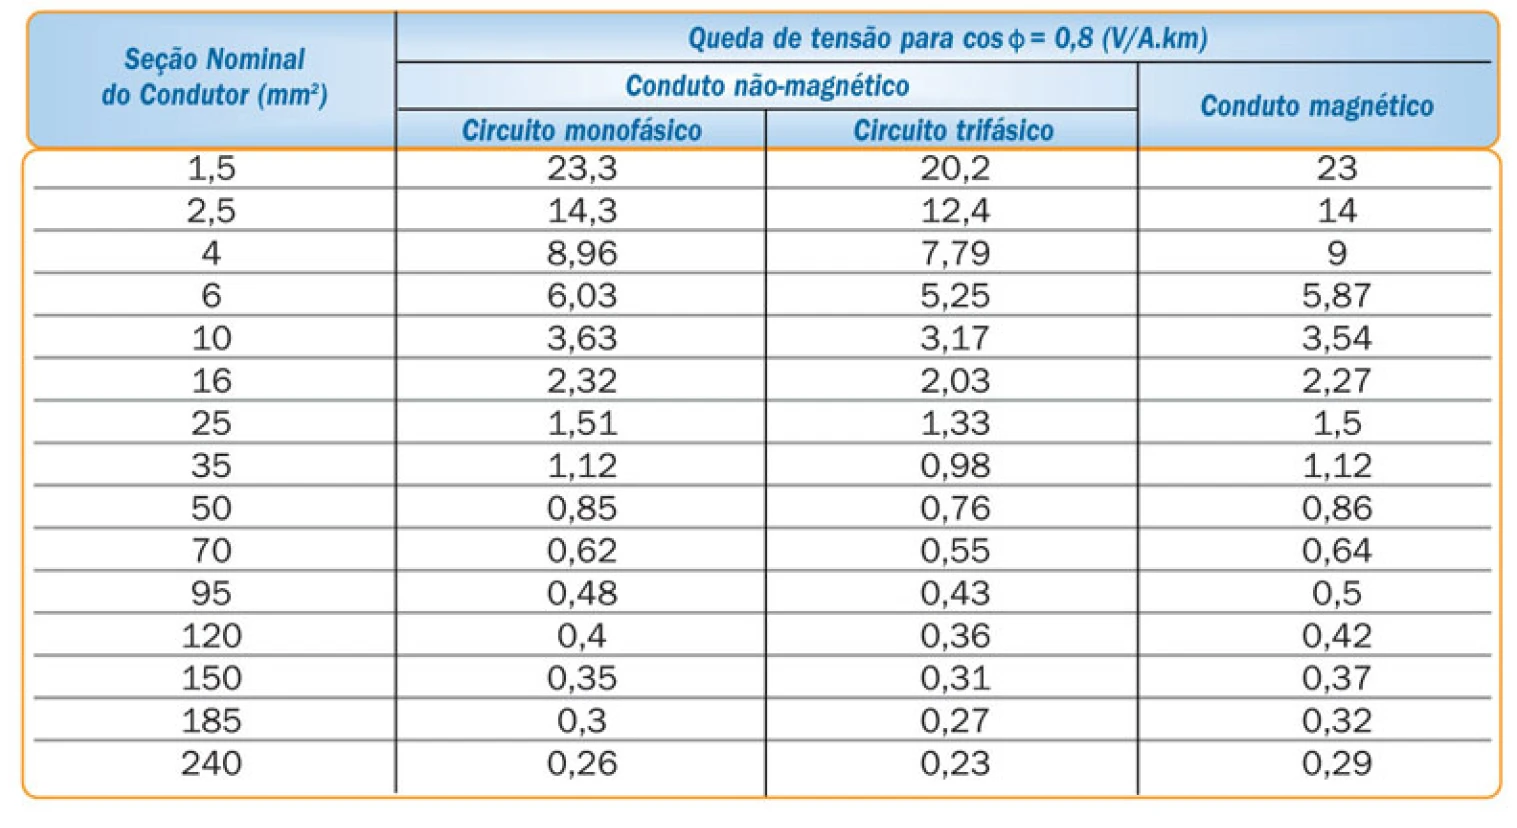 Seção Nominal
do Condutor (mm²)
Queda de tensão para cos ϕ = 0,8 (V/A.km)
Conduto não-magnético
Conduto magnético
Circuito monofásico
Circuito trifásico
1,5 23,3 20,2 23
2,5 14,3 12,4 14
4 8,96 7,79 9
6 6,03 5,25 5,87
10 3,63 3,17 3,54
16 2,32 2,03 2,27
25 1,51 1,33 1,5
35 1,12 0,98 1,12
50 0,85 0,76 0,86
70 0,62 0,55 0,64
95 0,48 0,43 0,5
120 0,4 0,36 0,42
150 0,35 0,31 0,37
185 0,3 0,27 0,32
240 0,26 0,23 0,29